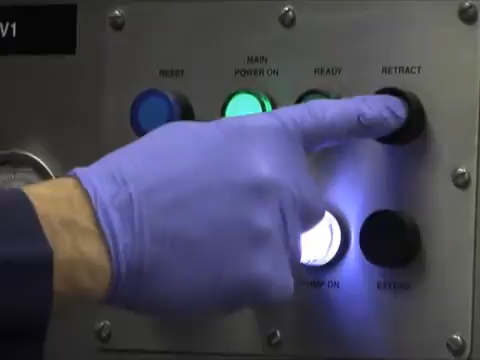 V1
RESET
MAIN
POWER ON
READY
RETRACT
PUMP ON
EXTEND